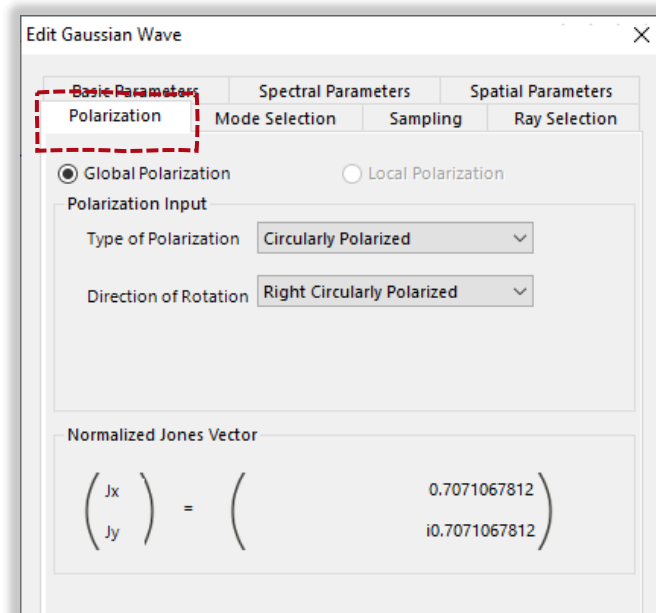 Edit Gaussian Wave
Basic Parameters Spectral Parameters Spatial Parameters
Polarization Mode Selection Sampling Ray Selection
Global Polarization Local Polarization
Polarization Input
Type of Polarization Circularly Polarized
Direction of Rotation Right Circularly Polarized
Normalized Jones Vector
Jx 0.7071067812
=
Jy i0.7071067812